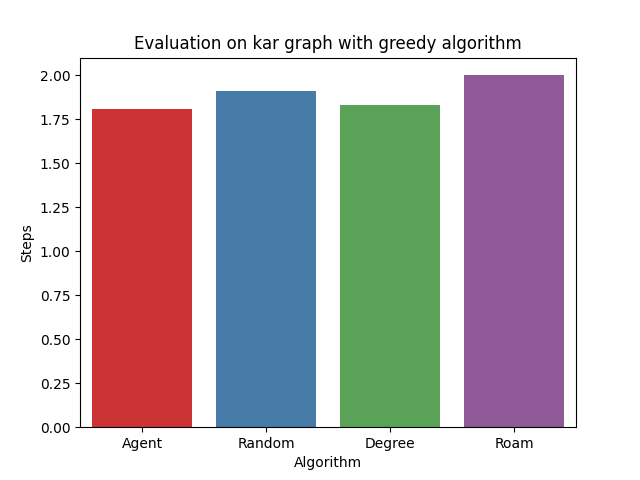 Evaluation on kar graph with greedy algorithm
2.00
1.75
1.50
1.25
1.00
0.75
0.50
0.25
0.00
Steps
Agent Random Degree Roam
Algorithm